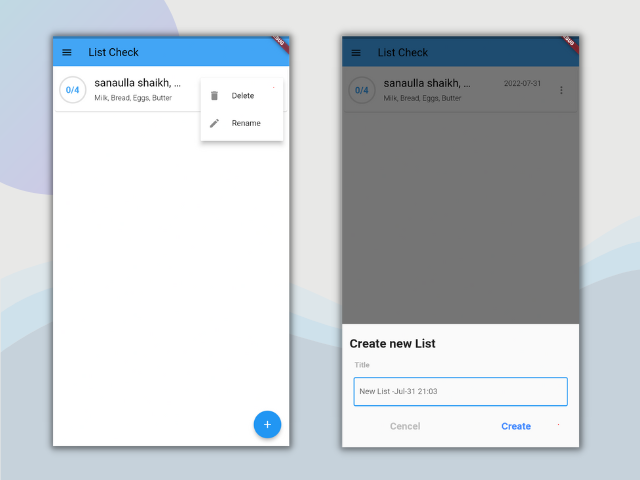 List Check
sanaulla shaikh, ...
0/4
Milk, Bread, Eggs, Butter
Delete
Rename
+
List Check
sanaulla shaikh, ...
2022-07-31
0/4
Milk, Bread, Eggs, Butter
Create new List
Title
New List -Jul-31 21:03
Cencel
Create